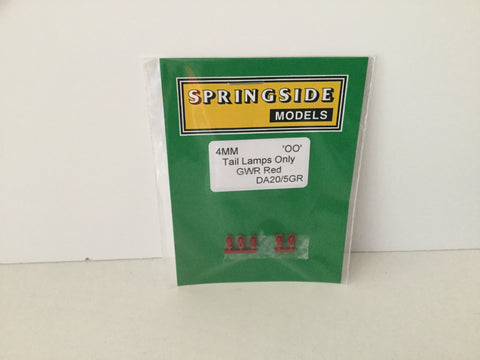 SPRINGSIDE
MODELS
4MM 'OO'
Tail Lamps Only
GWR Red
DA20/5GR